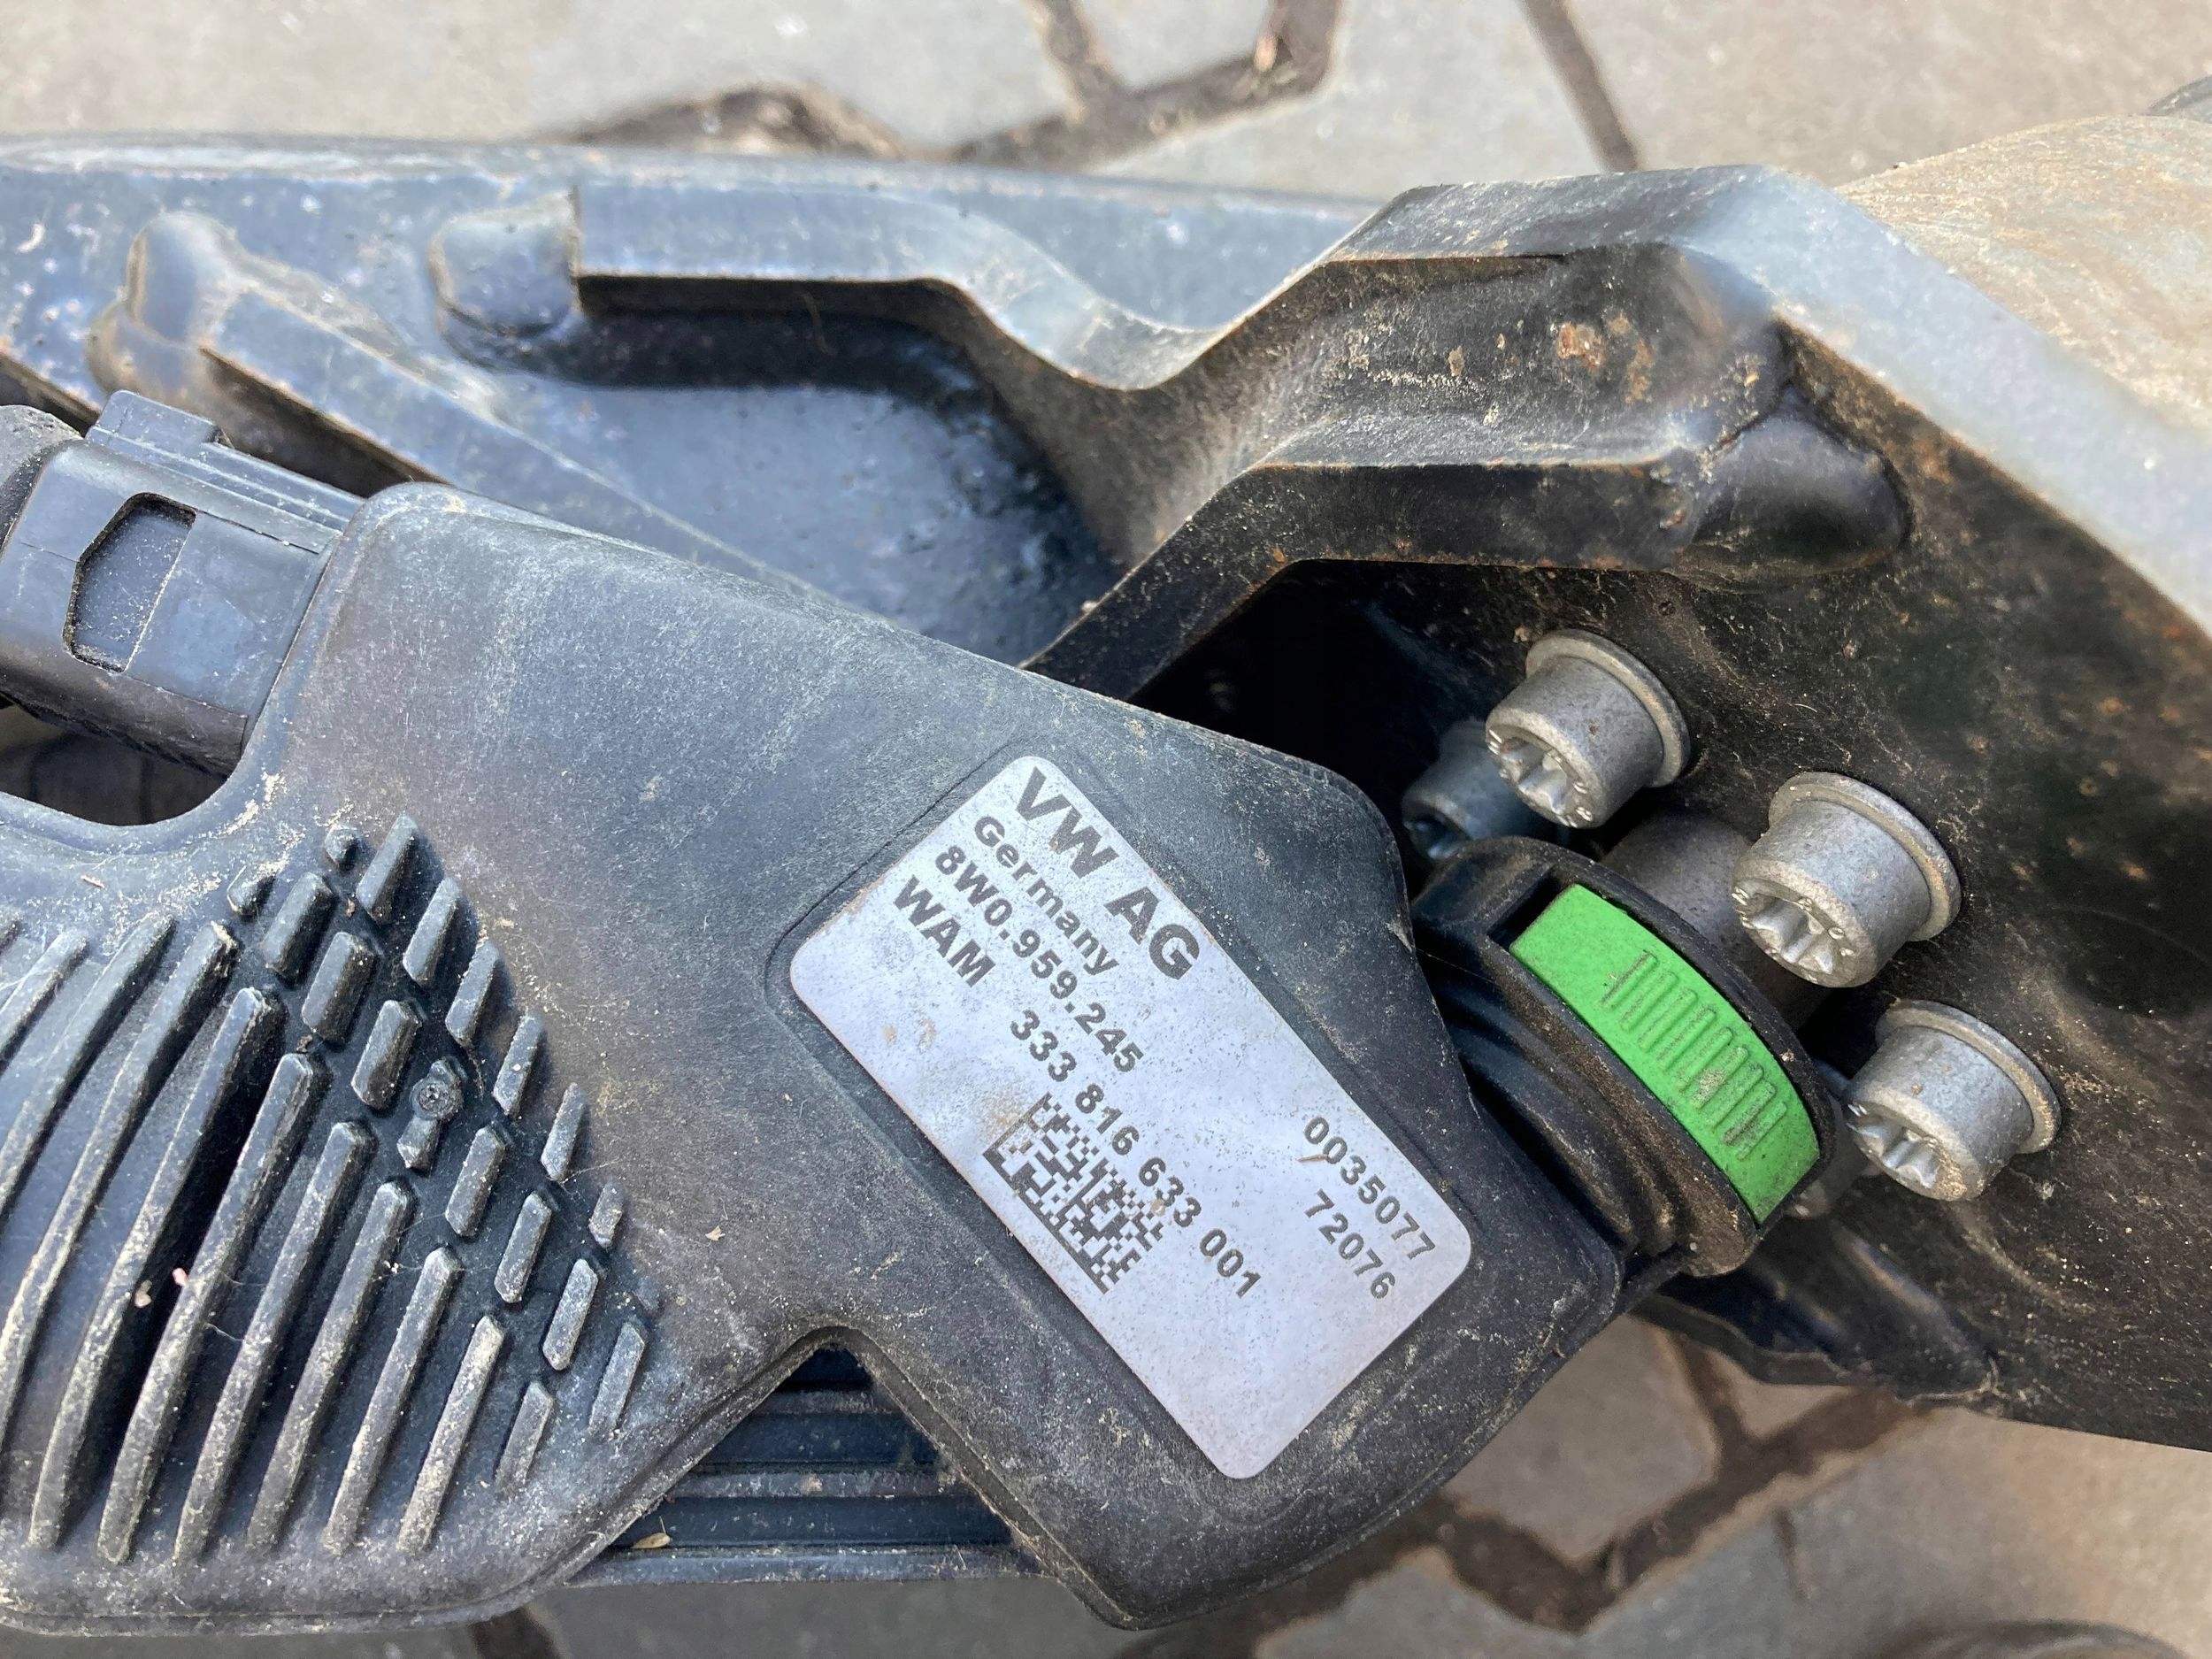 VW AG
Germany
8W0.959.245 0035077
WAM 333 816 633 001 72076